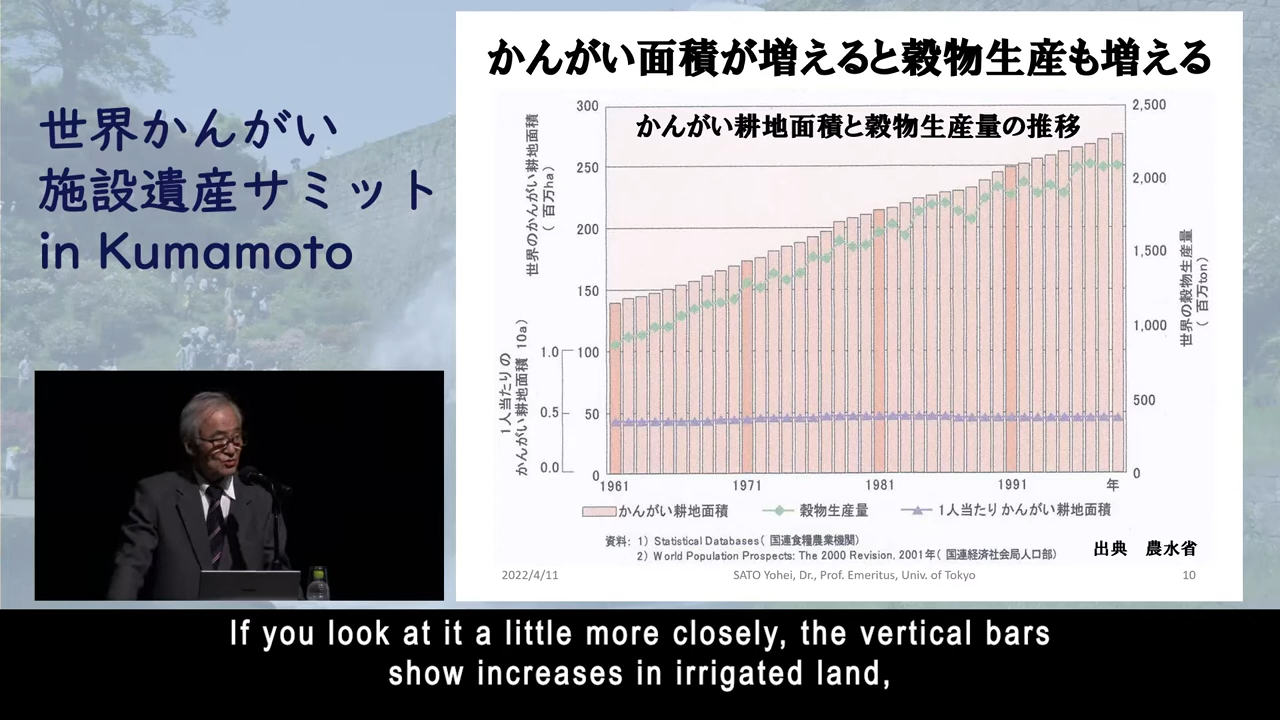 世界かんがい
施設遺産サミット
in Kumamoto
かんがい面積が増えると穀物生産も増える
かんがい耕地面積と穀物生産量の推移
世界のかんがい耕地面積
（百万ha）
300
250
200
150
100
50
0
1人当たりの
かんがい耕地面積 10a）
1.0
0.5
0.0
2,500
2,000
1,500
1,000
500
0
世界の穀物生産量
（百万ton）
1961
1971
1981
1991
年
かんがい耕地面積
穀物生産量
1人当たりかんがい耕地面積
資料: 1) Statistical Databases( 国連食糧農業機関)
2) World Population Prospects: The 2000 Revision, 2001年( 国連経済社会局人口部)
出典 農水省
2022/4/11
SATO Yohei, Dr., Prof. Emeritus, Univ. of Tokyo
10
If you look at it a little more closely, the vertical bars
show increases in irrigated land,